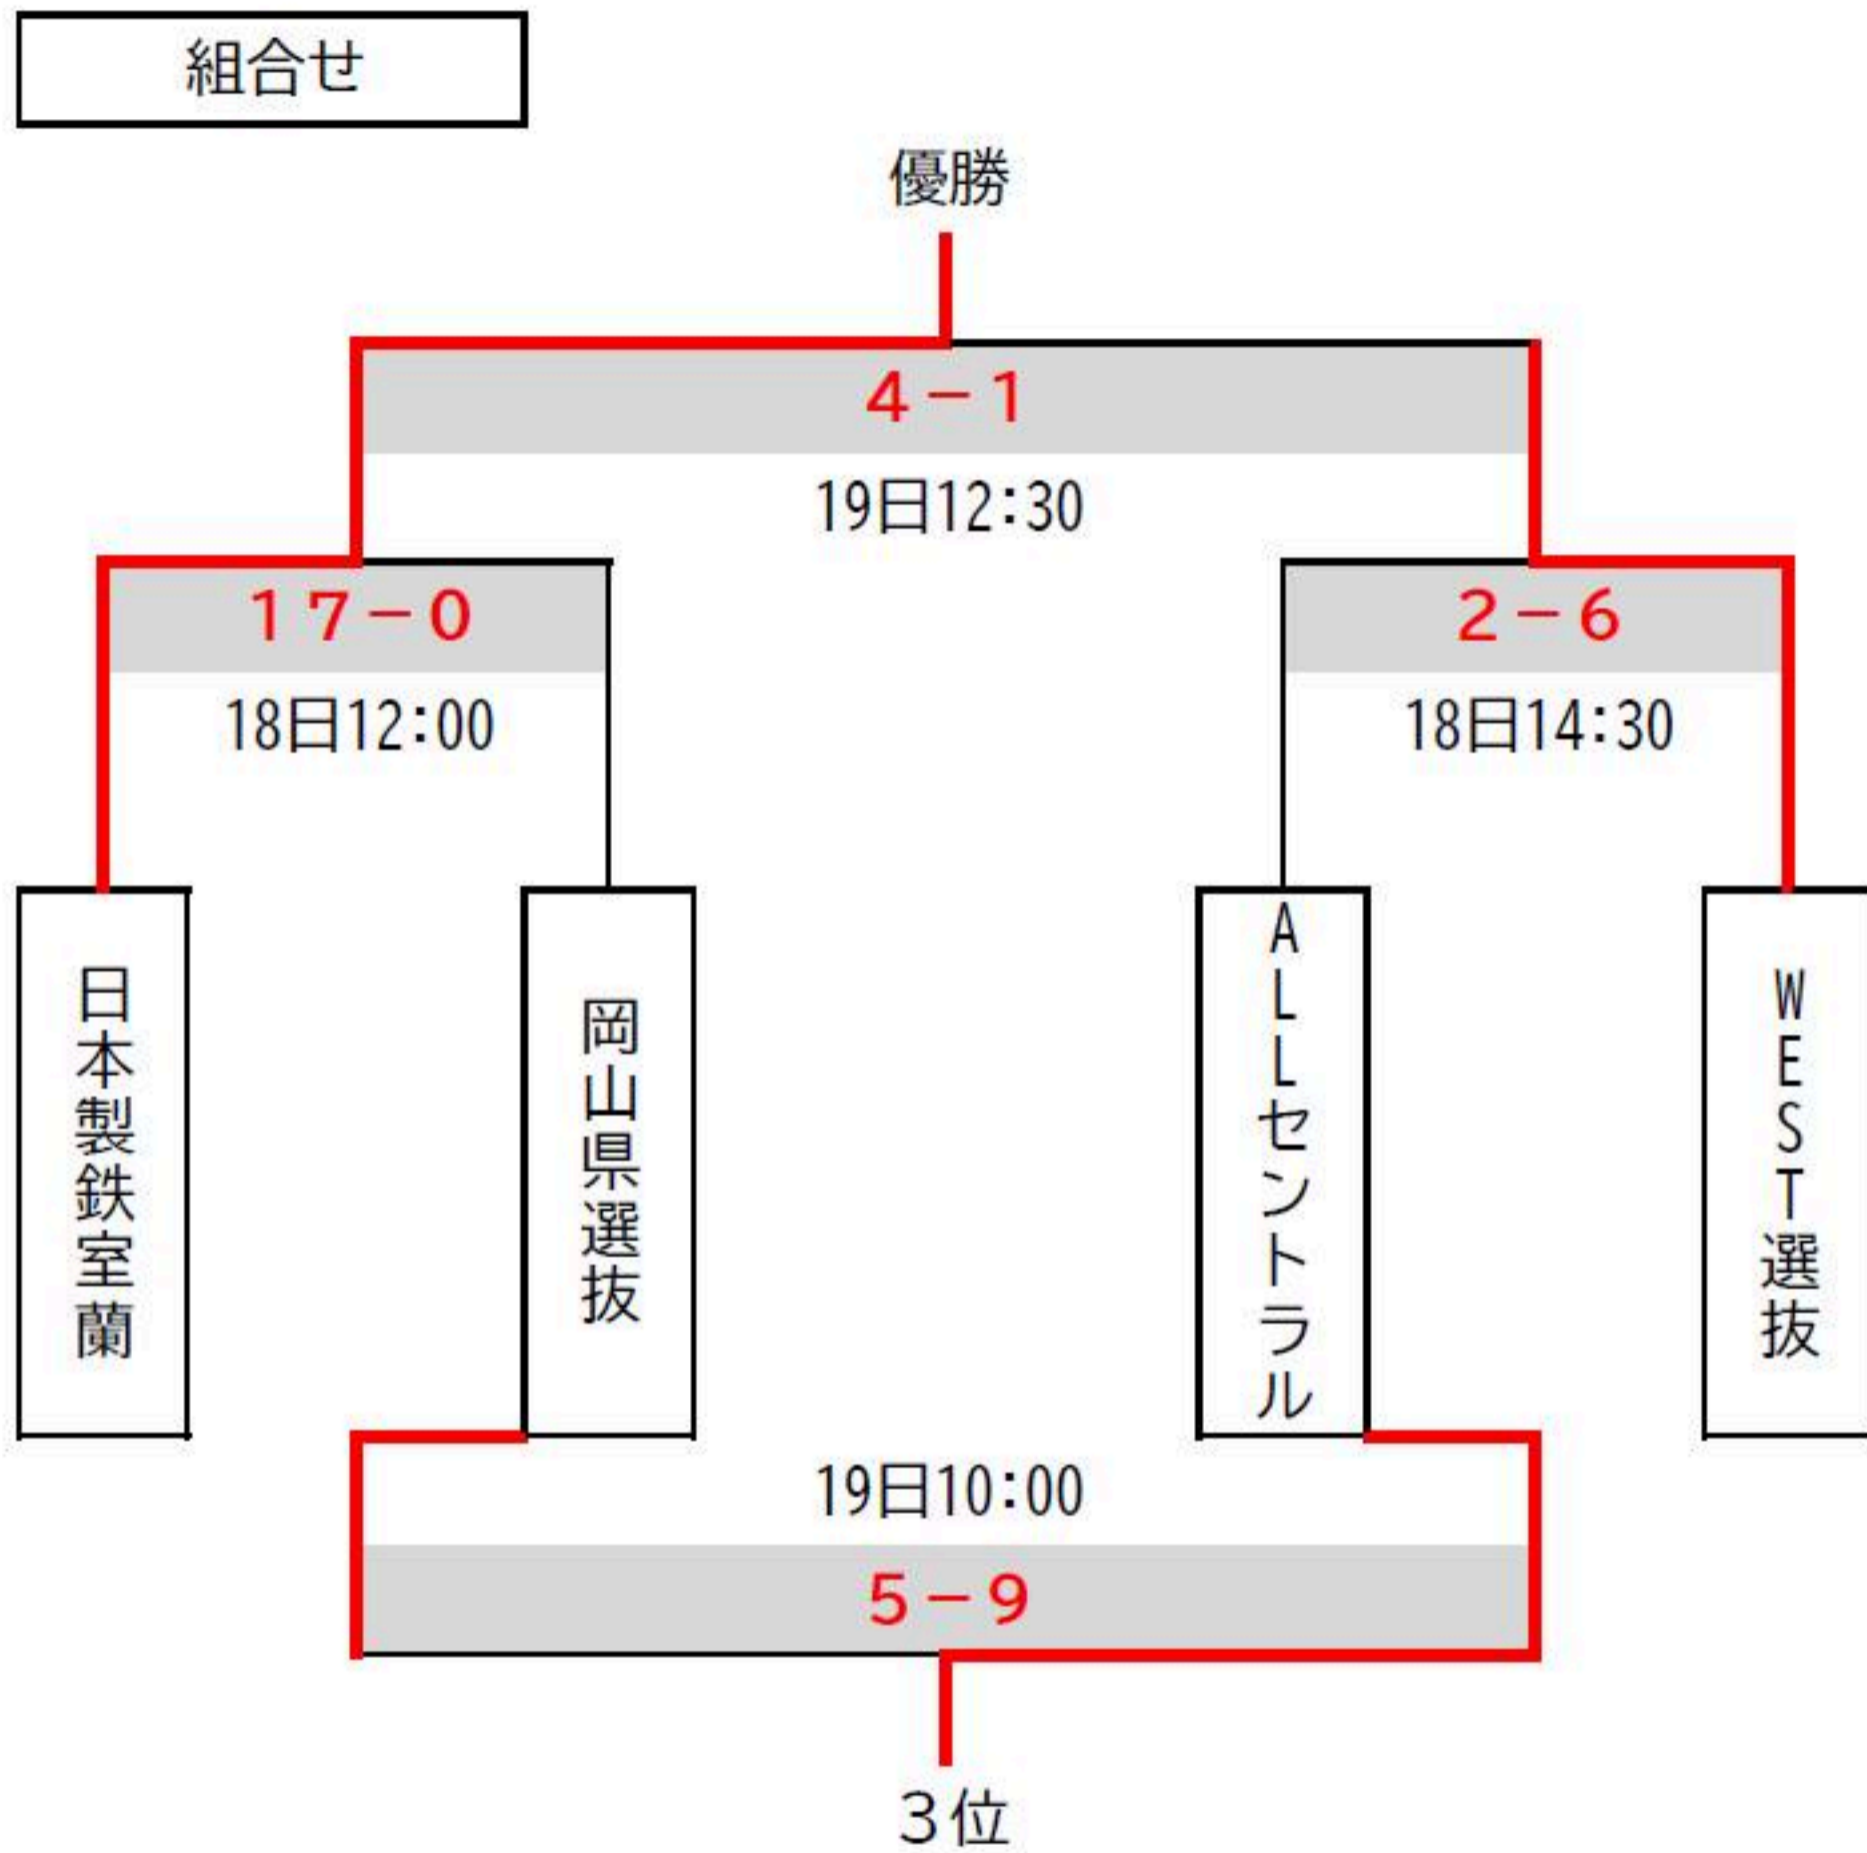 組合せ
優勝
4－1
19日12:30
17－0
2－6
18日12:00
18日14:30
日本製鉄室蘭
岡山県選抜
ALLセントラル
WEST選抜
19日10:00
5－9
3位